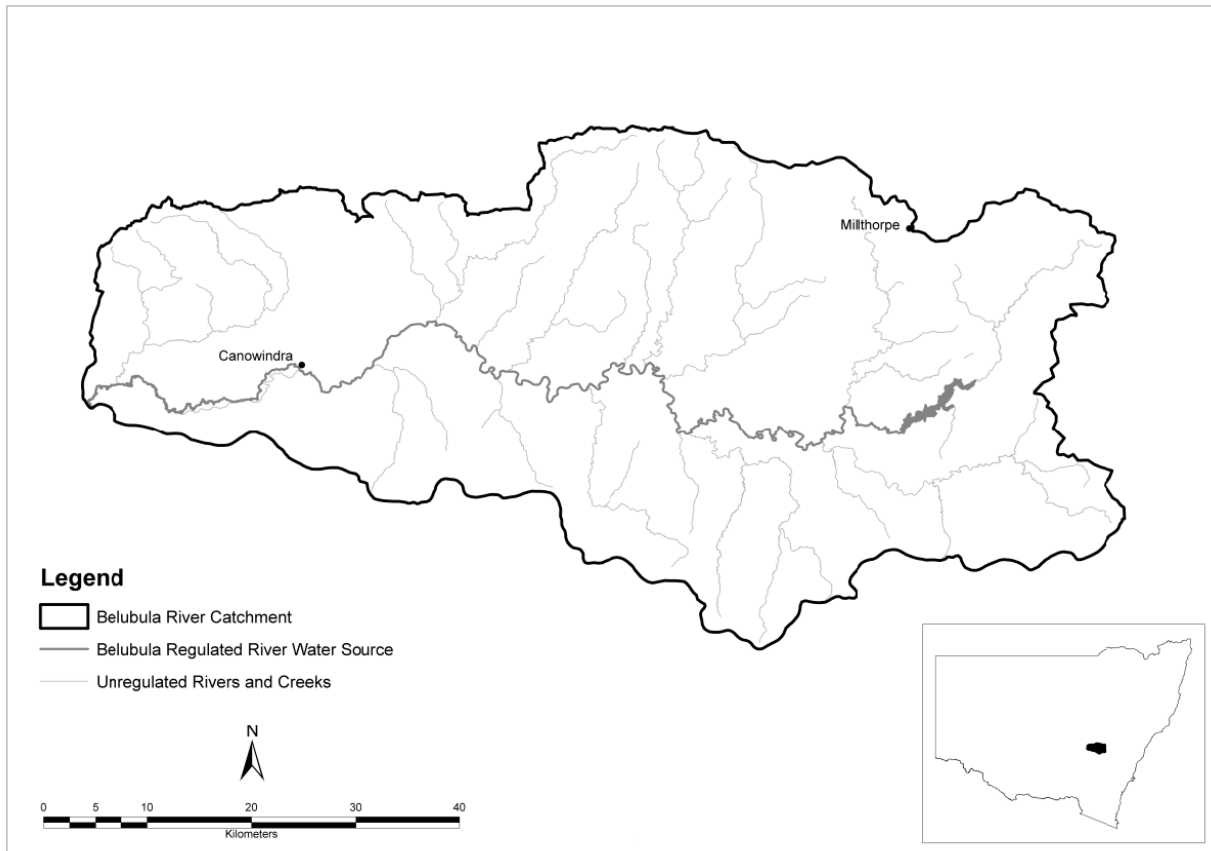 Millthorpe
Canowindra
Legend
Belubula River Catchment
Belubula Regulated River Water Source
Unregulated Rivers and Creeks
N
0 5 10 20 30 40
Kilometers